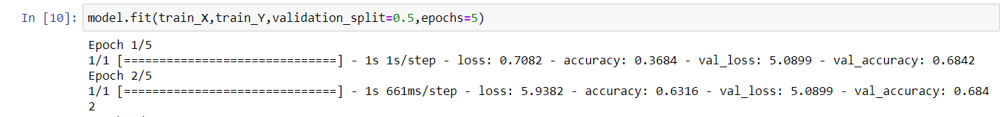 In [10]: model.fit(train_X,train_Y,validation_split=0.5,epochs=5)
Epoch 1/5
1/1 [==============================] - 1s 1s/step - loss: 0.7082 - accuracy: 0.3684 - val_loss: 5.0899 - val_accuracy: 0.6842
Epoch 2/5
1/1 [==============================] - 1s 661ms/step - loss: 5.9382 - accuracy: 0.6316 - val_loss: 5.0899 - val_accuracy: 0.684
2